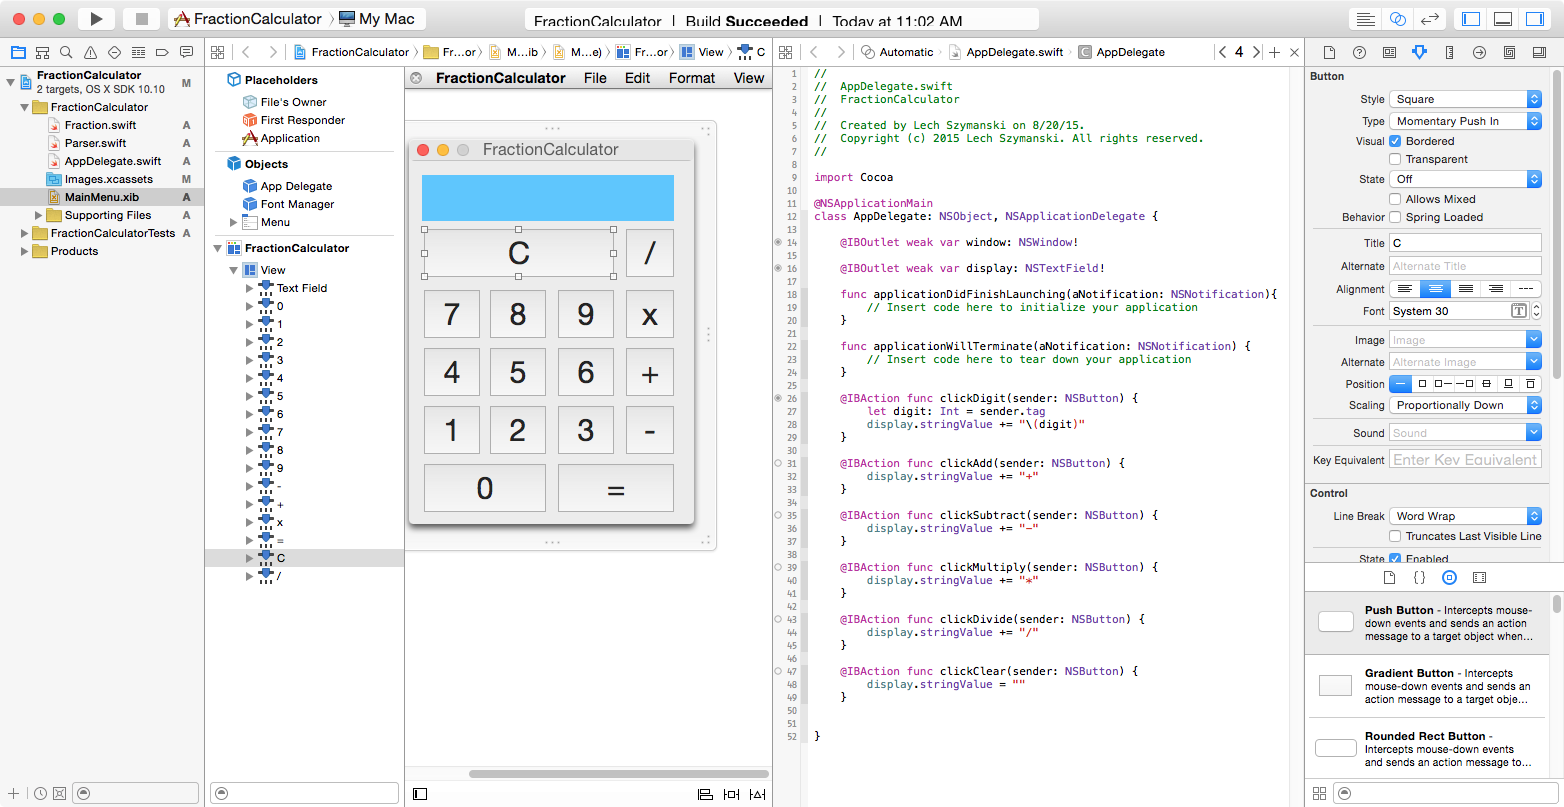 FractionCalculator
My Mac
FractionCalculator | Build Succeeded | Today at 11:02 AM
FractionCalculator
Fr...or
M...ib
M...e)
Fr...or
View
C
Automatic
AppDelegate.swift
AppDelegate
4
FractionCalculator
2 targets, OS X SDK 10.10
M
FractionCalculator
Fraction.swift A
Parser.swift A
AppDelegate.swift A
Images.xcassets M
MainMenu.xib A
Supporting Files A
FractionCalculatorTests A
Products
Placeholders
File's Owner
First Responder
Application
Objects
App Delegate
Font Manager
Menu
FractionCalculator
View
Text Field
0
1
2
3
4
5
6
7
8
9
-
+
x
=
C
/
FractionCalculator File Edit Format View
FractionCalculator
C /
7 8 9 x
4 5 6 +
1 2 3 -
0 =
1 //
2 //  AppDelegate.swift
3 //  FractionCalculator
4 //
5 //  Created by Lech Szymanski on 8/20/15.
6 //  Copyright (c) 2015 Lech Szymanski. All rights reserved.
7 //
8
9 import Cocoa
10
11 @NSApplicationMain
12 class AppDelegate: NSObject, NSApplicationDelegate {
13
14     @IBOutlet weak var window: NSWindow!
15
16     @IBOutlet weak var display: NSTextField!
17
18     func applicationDidFinishLaunching(aNotification: NSNotification){
19         // Insert code here to initialize your application
20     }
21
22     func applicationWillTerminate(aNotification: NSNotification) {
23         // Insert code here to tear down your application
24     }
25
26     @IBAction func clickDigit(sender: NSButton) {
27         let digit: Int = sender.tag
28         display.stringValue += "\(digit)"
29     }
30
31     @IBAction func clickAdd(sender: NSButton) {
32         display.stringValue += "+"
33     }
34
35     @IBAction func clickSubtract(sender: NSButton) {
36         display.stringValue += "-"
37     }
38
39     @IBAction func clickMultiply(sender: NSButton) {
40         display.stringValue += "*"
41     }
42
43     @IBAction func clickDivide(sender: NSButton) {
44         display.stringValue += "/"
45     }
46
47     @IBAction func clickClear(sender: NSButton) {
48         display.stringValue = ""
49     }
50
51
52 }
Button
Style Square
Type Momentary Push In
Visual Bordered
Transparent
State Off
Allows Mixed
Behavior Spring Loaded
Title C
Alternate Alternate Title
Alignment
Font System 30
Image Image
Alternate Alternate Image
Position
Scaling Proportionally Down
Sound Sound
Key Equivalent Enter Key Equivalent
Control
Line Break Word Wrap
Truncates Last Visible Line
State Enabled
Push Button - Intercepts mouse-
down events and sends an action
message to a target object when...
Gradient Button - Intercepts
mouse-down events and sends an
action message to a target obje...
Rounded Rect Button -
Intercepts mouse-down events
and sends an action message to...